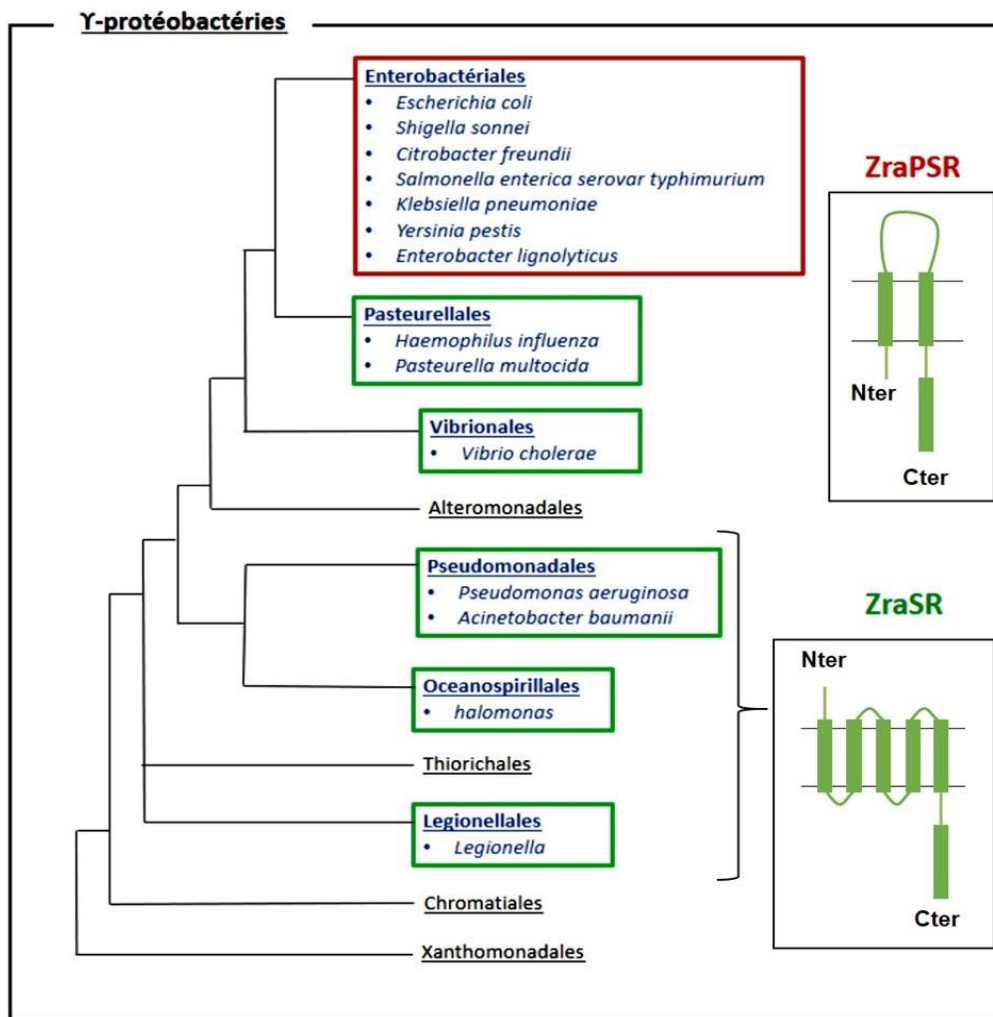 ϒ-protéobactéries
Enterobactériales
• Escherichia coli
• Shigella sonnei
• Citrobacter freundii
• Salmonella enterica serovar typhimurium
• Klebsiella pneumoniae
• Yersinia pestis
• Enterobacter lignolyticus
Pasteurellales
• Haemophilus influenza
• Pasteurella multocida
Vibrionales
• Vibrio cholerae
Alteromonadales
Pseudomonadales
• Pseudomonas aeruginosa
• Acinetobacter baumanii
Oceanospirillales
• halomonas
Thiorichales
Legionellales
• Legionella
Chromatiales
Xanthomonadales
ZraPSR
Nter
Cter
ZraSR
Nter
Cter